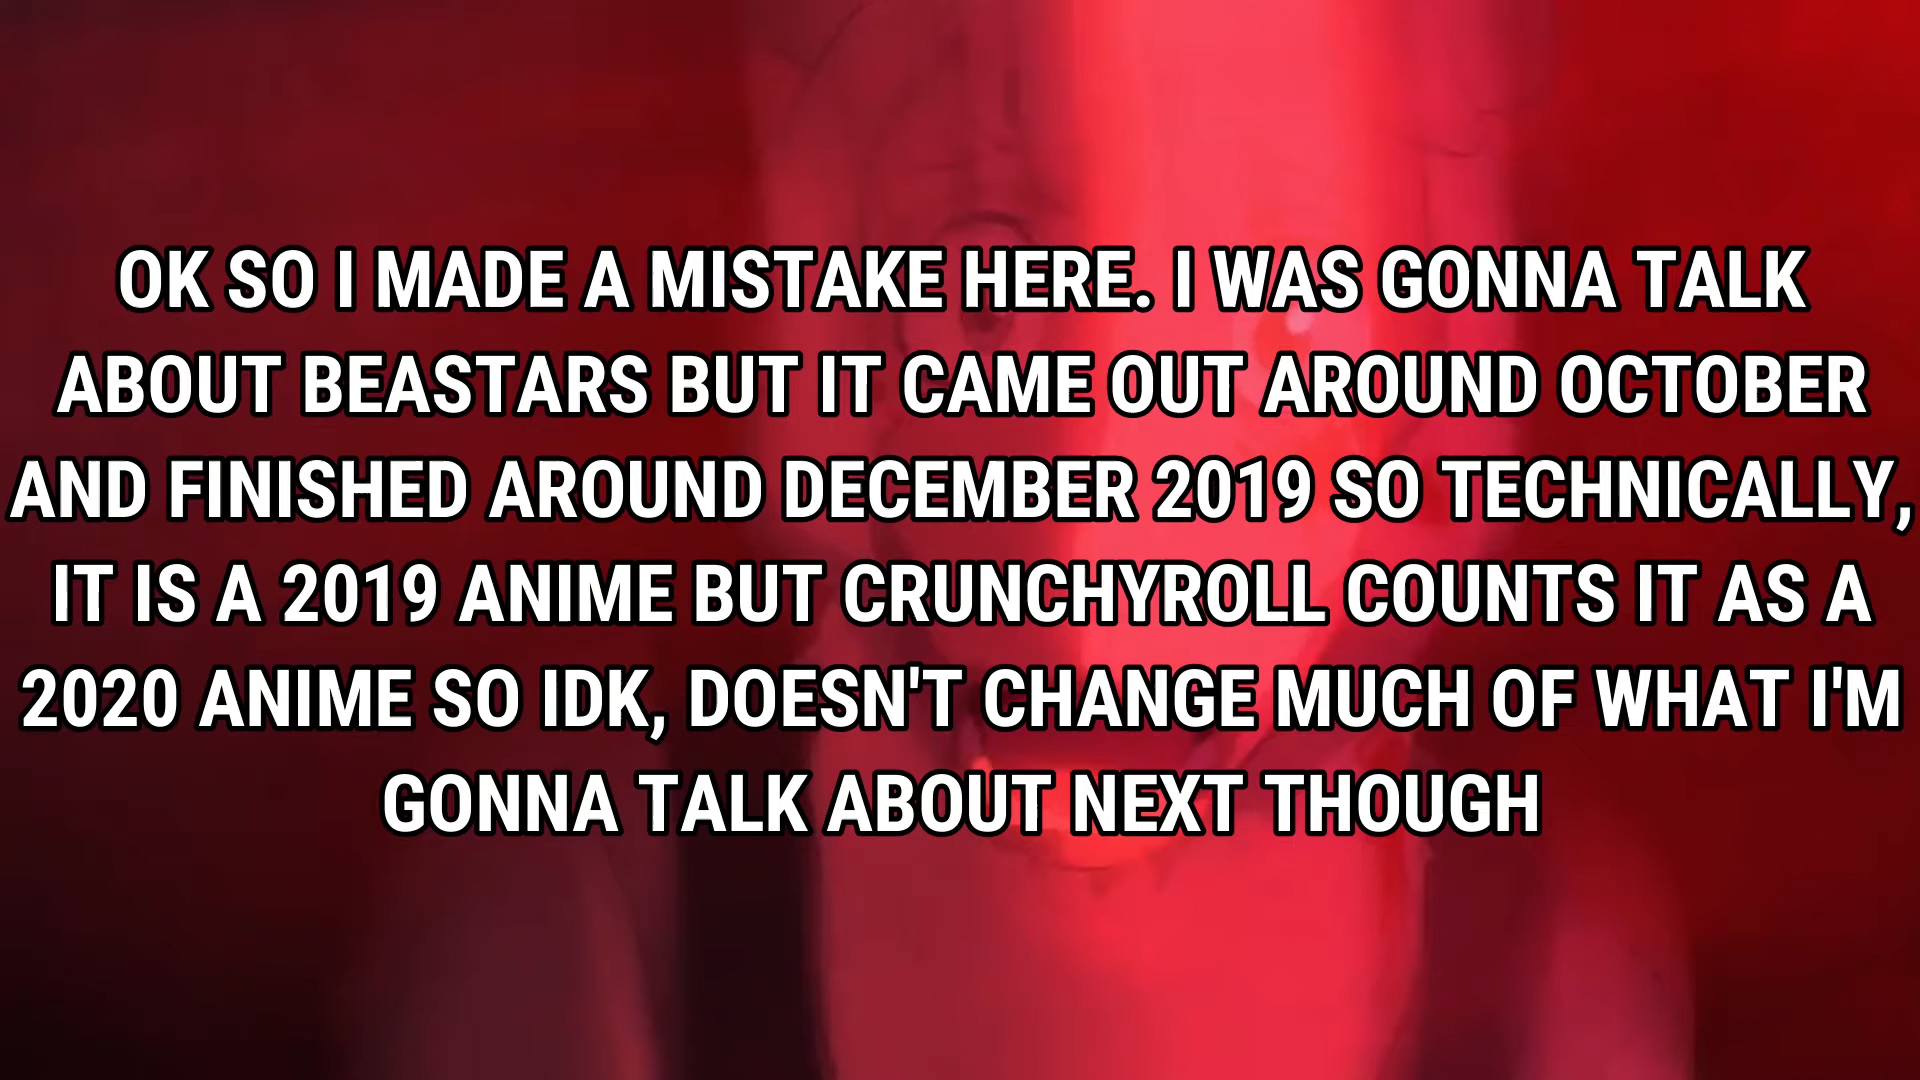 OK SO I MADE A MISTAKE HERE. I WAS GONNA TALK
ABOUT BEASTARS BUT IT CAME OUT AROUND OCTOBER
AND FINISHED AROUND DECEMBER 2019 SO TECHNICALLY,
IT IS A 2019 ANIME BUT CRUNCHYROLL COUNTS IT AS A
2020 ANIME SO IDK, DOESN'T CHANGE MUCH OF WHAT I'M
GONNA TALK ABOUT NEXT THOUGH